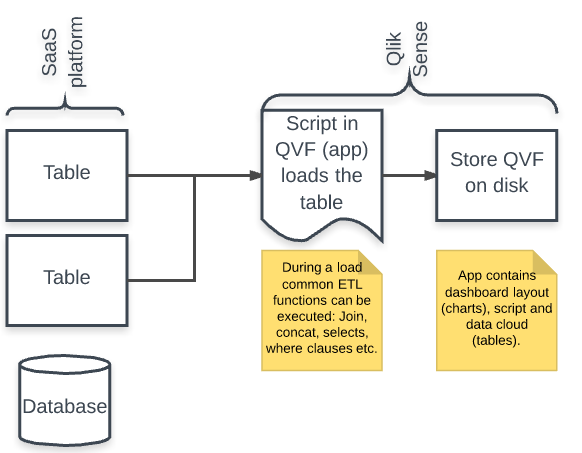 SaaS
platform
Qlik
Sense
Table
Script in
QVF (app)
loads the
table
Store QVF
on disk
Table
During a load
common ETL
functions can be
executed: Join,
concat, selects,
where clauses etc.
App contains
dashboard layout
(charts), script and
data cloud
(tables).
Database